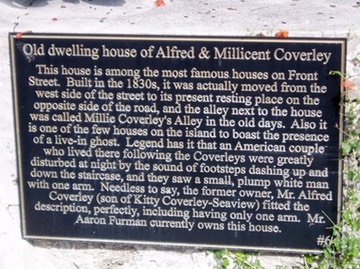 Old dwelling house of Alfred & Millicent Coverley
This house is among the most famous houses on Front
Street. Built in the 1830s, it was actually moved from the
west side of the street to its present resting place on the
opposite side of the road, and the alley next to the house
was called Millie Coverley's Alley in the old days. Also it
is one of the few houses on the island to boast the presence
of a live-in ghost. Legend has it that an American couple
who lived there following the Coverleys were greatly
disturbed at night by the sound of footsteps dashing up and
down the staircase, and they saw a small, plump white man
with one arm. Needless to say, the former owner, Mr. Alfred
Coverley (son of Kitty Coverley-Seaview) fitted the
description, perfectly, including having only one arm. Mr.
Aaron Furman currently owns this house.